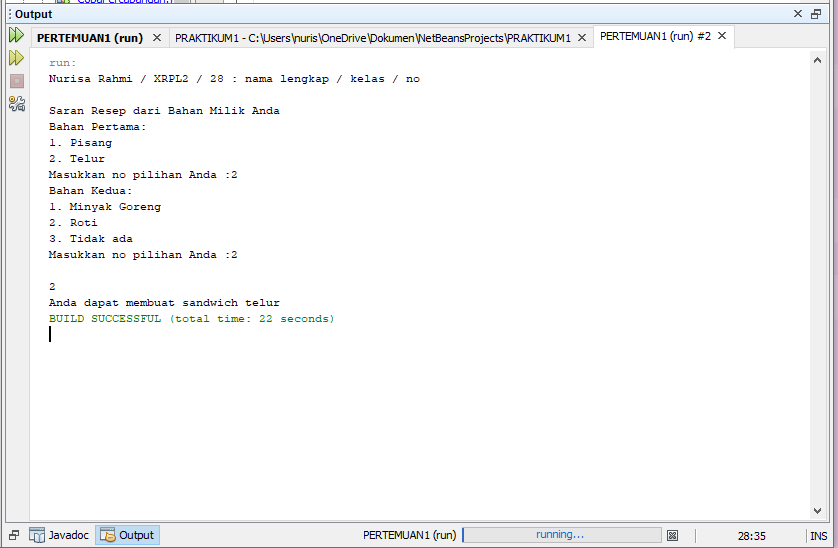 Output
PERTEMUAN1 (run)
PRAKTIKUM1 - C:\Users\nuris\OneDrive\Dokumen\NetBeansProjects\PRAKTIKUM1
PERTEMUAN1 (run) #2
run:
Nurisa Rahmi / XRPL2 / 28 : nama lengkap / kelas / no
Saran Resep dari Bahan Milik Anda
Bahan Pertama:
1. Pisang
2. Telur
Masukkan no pilihan Anda :2
Bahan Kedua:
1. Minyak Goreng
2. Roti
3. Tidak ada
Masukkan no pilihan Anda :2
2
Anda dapat membuat sandwich telur
BUILD SUCCESSFUL (total time: 22 seconds)
Javadoc
Output
PERTEMUAN1 (run)
running...
28:35
INS